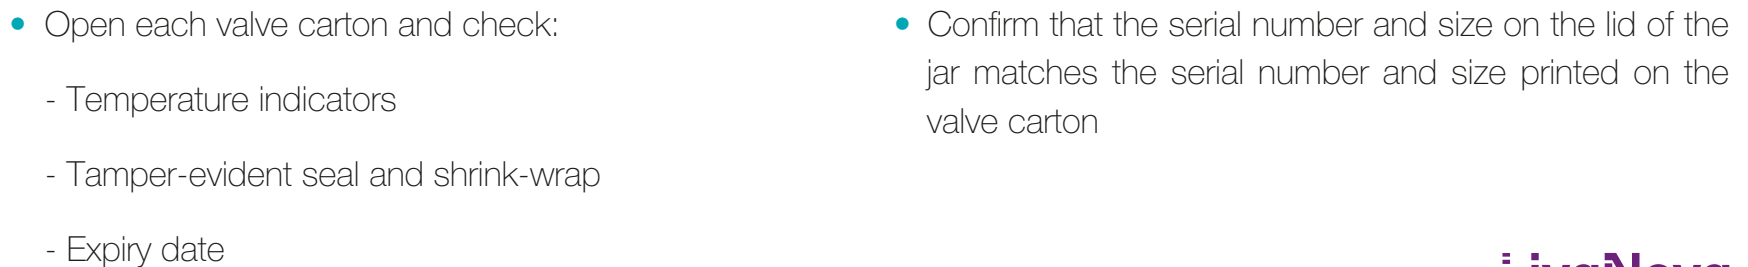 • Open each valve carton and check:
- Temperature indicators
- Tamper-evident seal and shrink-wrap
- Expiry date
• Confirm that the serial number and size on the lid of the
jar matches the serial number and size printed on the
valve carton
LivaNova